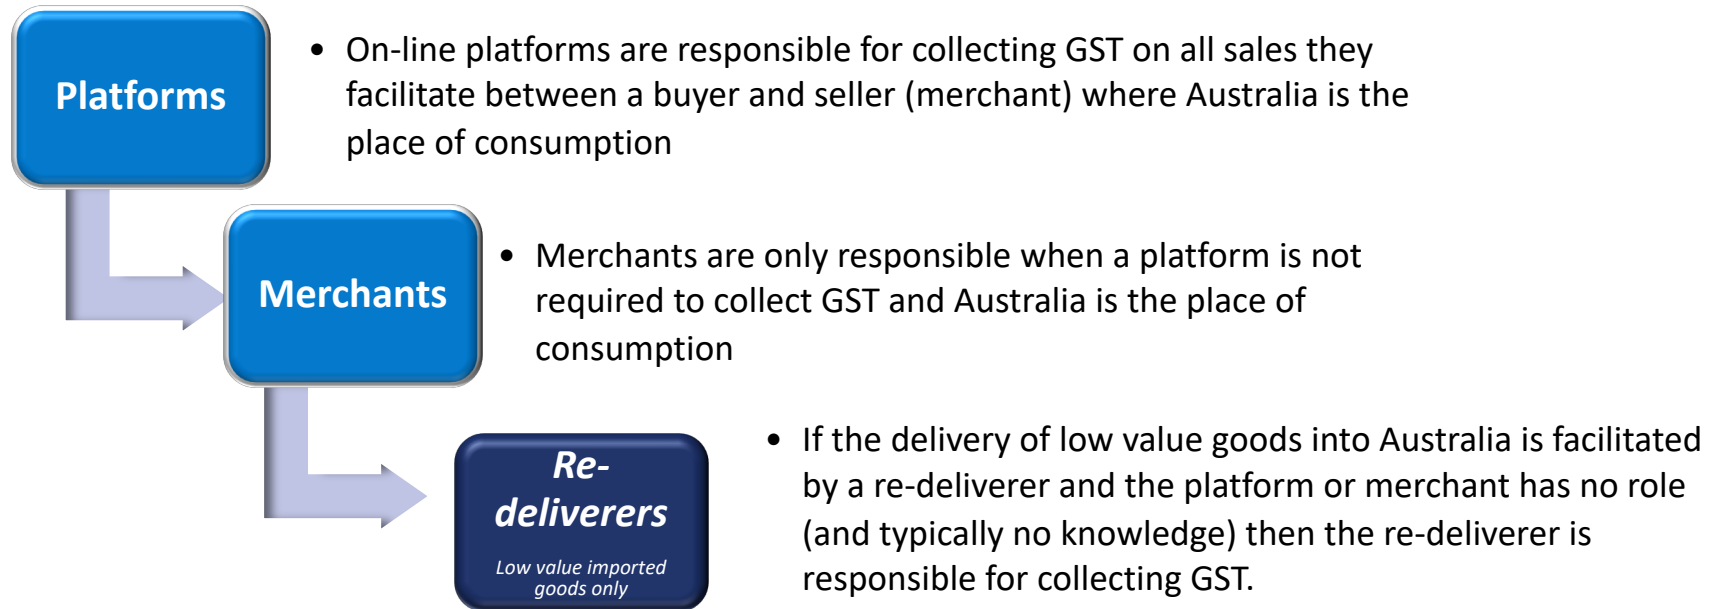 Platforms
• On-line platforms are responsible for collecting GST on all sales they
facilitate between a buyer and seller (merchant) where Australia is the
place of consumption
Merchants
• Merchants are only responsible when a platform is not
required to collect GST and Australia is the place of
consumption
Re-
deliverers
Low value imported
goods only
• If the delivery of low value goods into Australia is facilitated
by a re-deliverer and the platform or merchant has no role
(and typically no knowledge) then the re-deliverer is
responsible for collecting GST.